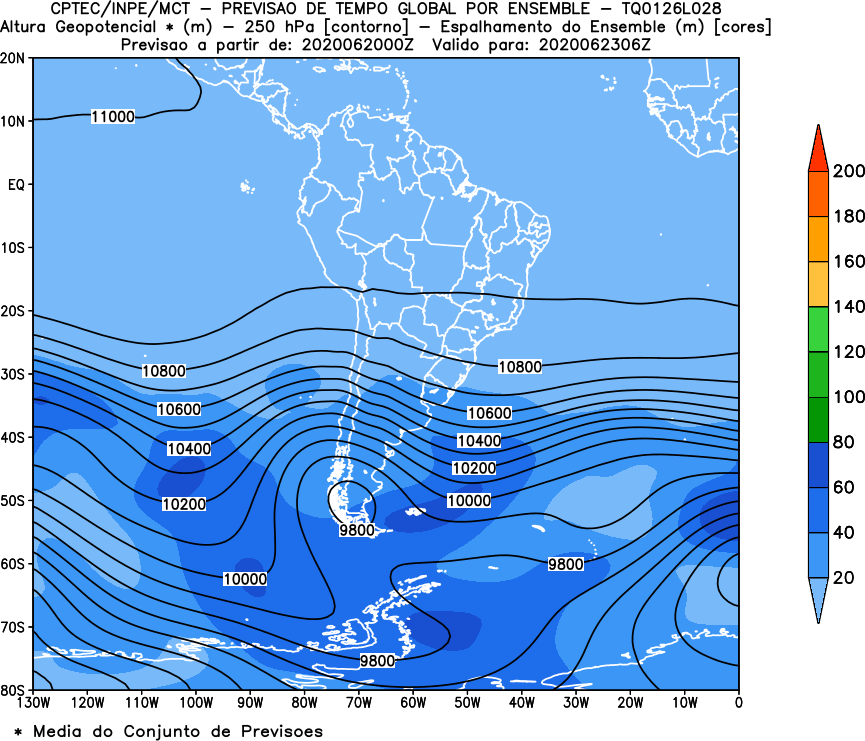 CPTEC/INPE/MCT – PREVISAO DE TEMPO GLOBAL POR ENSEMBLE – TQ0126L028
Altura Geopotencial * (m) – 250 hPa [contorno] – Espalhamento do Ensemble (m) [cores]
Previsao a partir de: 2020062000Z Valido para: 2020062306Z
20N
11000
10N
EQ
10S
20S
30S
40S
50S
60S
70S
80S
10800
10800
10600
10600
10400
10400
10200
10200
10000
10000
9800
9800
9800
130W 120W 110W 100W 90W 80W 70W 60W 50W 40W 30W 20W 10W 0
200
180
160
140
120
100
80
60
40
20
* Media do Conjunto de Previsoes